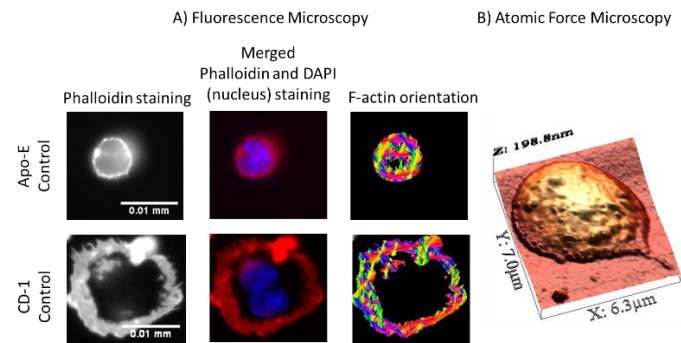 A) Fluorescence Microscopy
B) Atomic Force Microscopy
Phalloidin staining
Merged
Phalloidin and DAPI
(nucleus) staining
F-actin orientation
Apo-E
Control
0.01 mm
CD-1
Control
0.01 mm
Z: 198.8nm
Y: 7.0µm
X: 6.3µm